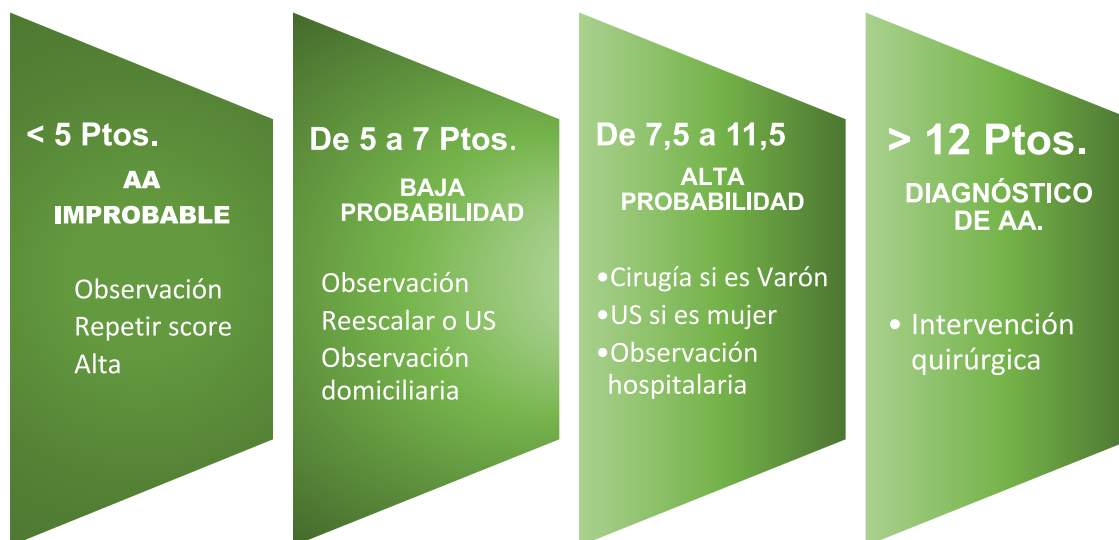 < 5 Ptos.
AA
IMPROBABLE
Observación
Repetir score
Alta
De 5 a 7 Ptos.
BAJA
PROBABILIDAD
Observación
Reescalar o US
Observación
domiciliaria
De 7,5 a 11,5
ALTA
PROBABILIDAD
•Cirugía si es Varón
•US si es mujer
•Observación
hospitalaria
> 12 Ptos.
DIAGNÓSTICO
DE AA.
• Intervención
quirúrgica